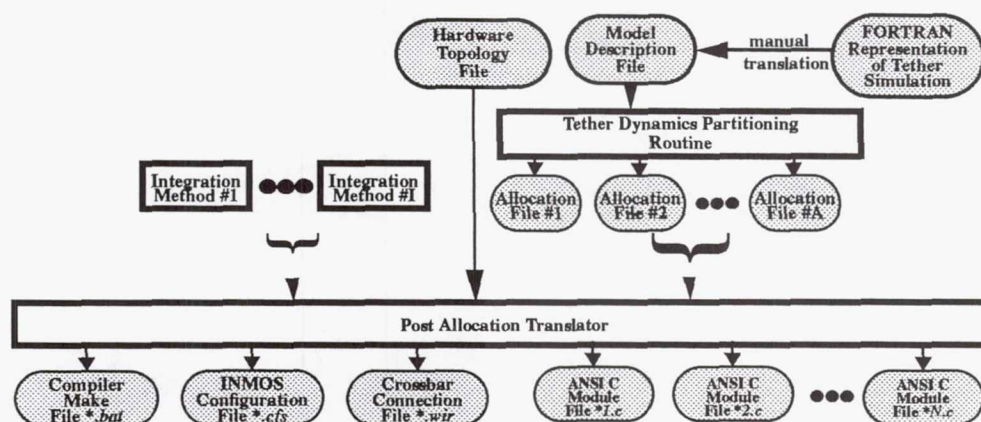 Hardware
Topology
File
Model
Description
File
manual
translation
FORTRAN
Representation
of Tether
Simulation
Tether Dynamics Partitioning
Routine
Integration
Method #1
Integration
Method #I
Allocation
File #1
Allocation
File #2
Allocation
File #A
Post Allocation Translator
Compiler
Make
File *.bat
INMOS
Configuration
File *.cfs
Crossbar
Connection
File *.wir
ANSI C
Module
File *1.c
ANSI C
Module
File *2.c
ANSI C
Module
File *N.c